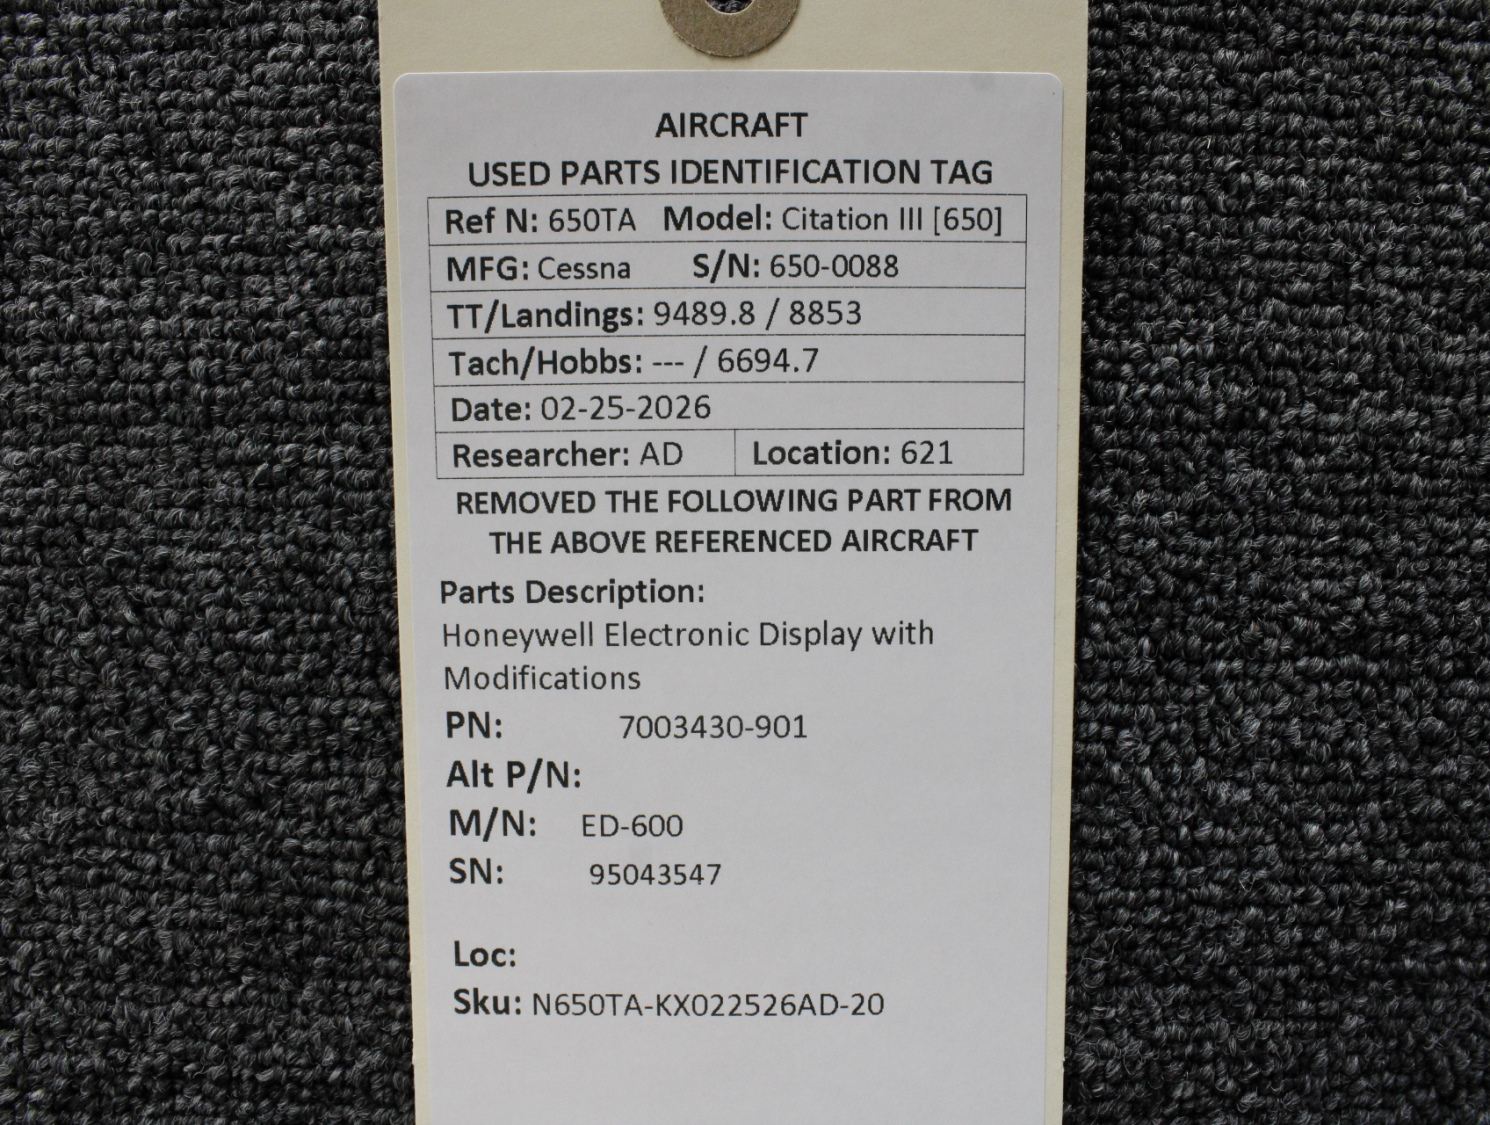 AIRCRAFT
USED PARTS IDENTIFICATION TAG
Ref N: 650TA Model: Citation III [650]
MFG: Cessna S/N: 650-0088
TT/Landings: 9489.8 / 8853
Tach/Hobbs: --- / 6694.7
Date: 02-25-2026
Researcher: AD Location: 621
REMOVED THE FOLLOWING PART FROM
THE ABOVE REFERENCED AIRCRAFT
Parts Description:
Honeywell Electronic Display with
Modifications
PN: 7003430-901
Alt P/N:
M/N: ED-600
SN: 95043547
Loc:
Sku: N650TA-KX022526AD-20